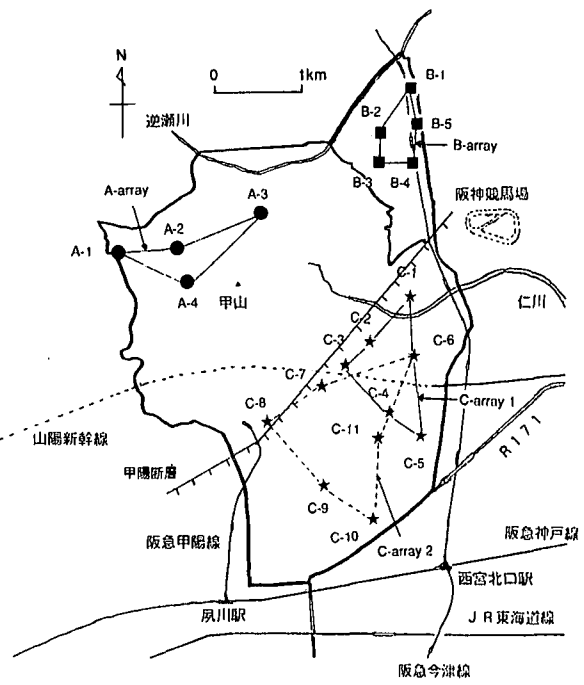 N
0 1km
B-1
B-2
B-5
逆瀬川
B-array
B-3
B-4
A-array
A-3
阪神競馬場
A-2
A-1
C-1
A-4
甲山
仁川
C-2
C-6
C-3
C-7
C-4
C-array 1
C-8
R171
山陽新幹線
C-11
C-5
甲陽断層
C-9
阪急甲陽線
C-10
C-array 2
阪急神戸線
西宮北口駅
夙川駅
JR東海道線
阪急今津線